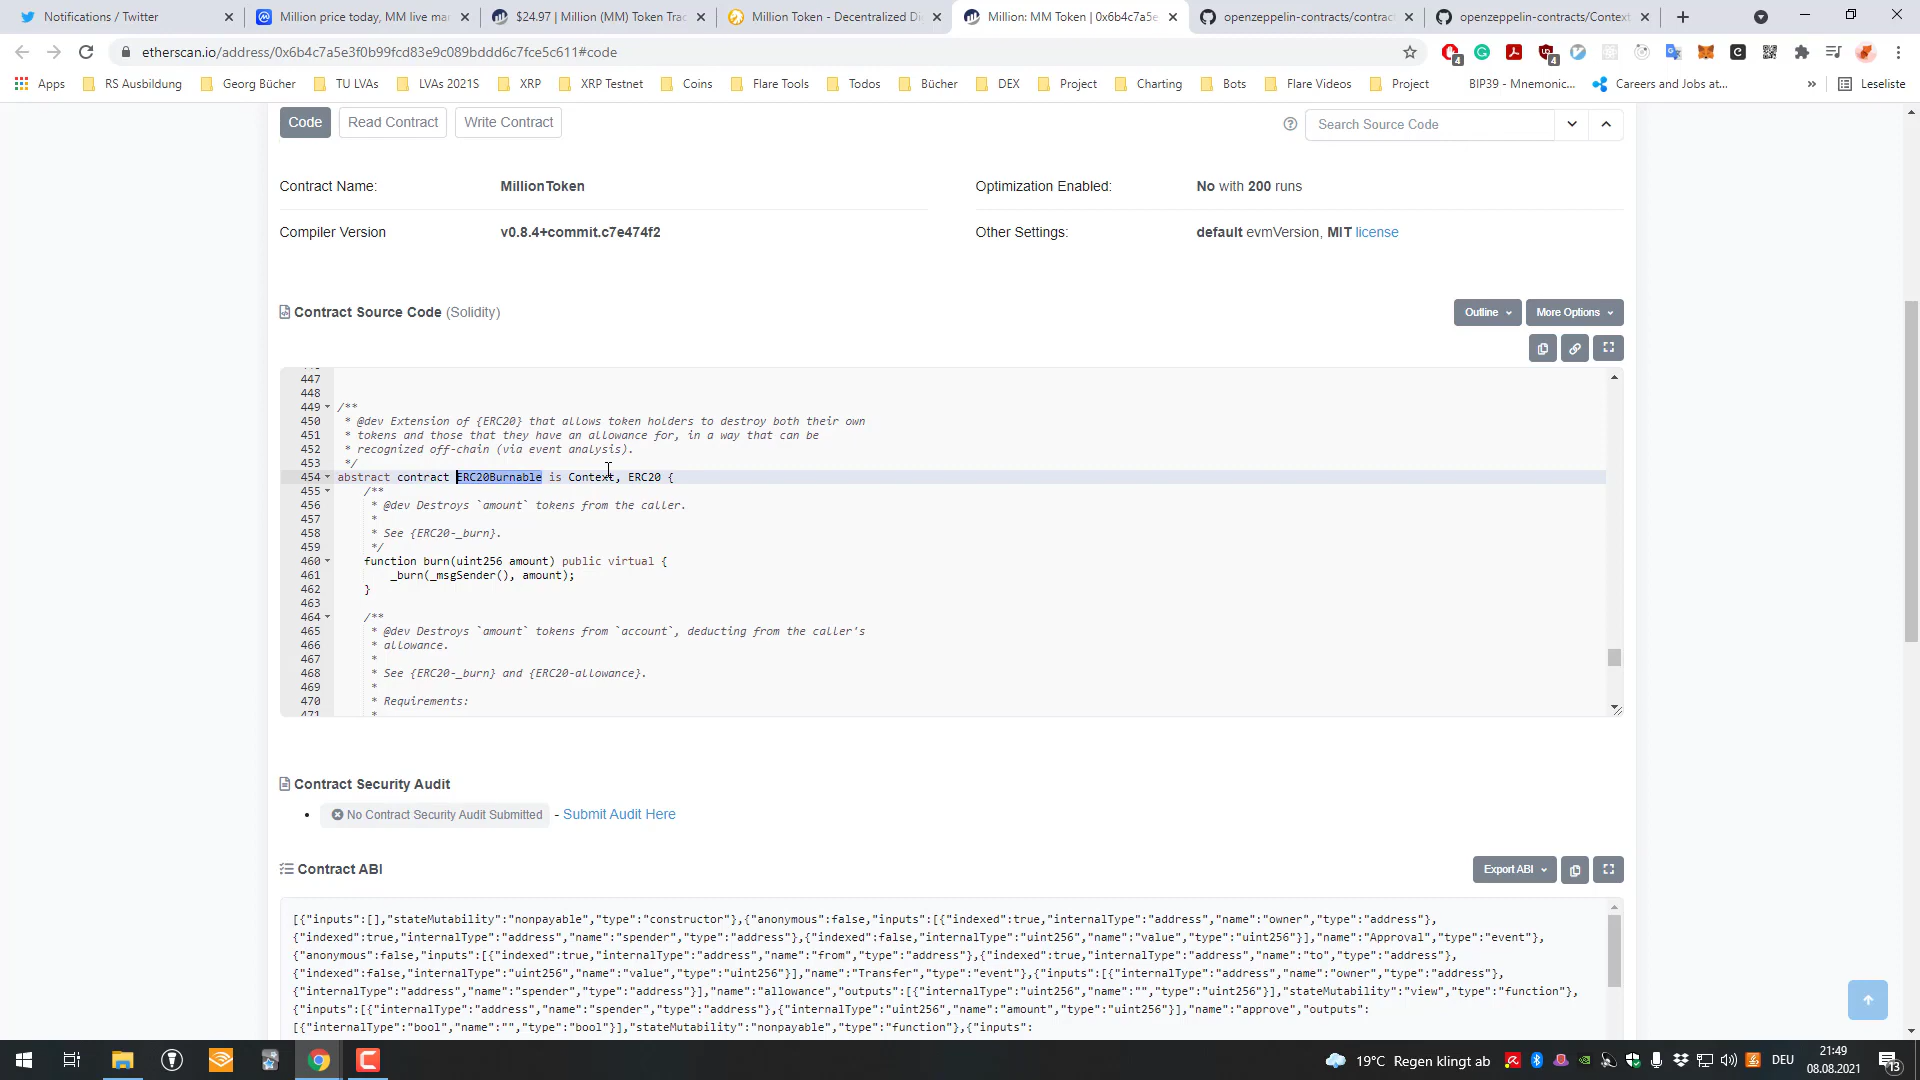 Notifications / Twitter
Million price today, MM live mar
$24.97 | Million (MM) Token Trac
Million Token - Decentralized Di
Million: MM Token | 0x6b4c7a5e
openzeppelin-contracts/contrac
openzeppelin-contracts/Context
etherscan.io/address/0x6b4c7a5e3f0b99fcd83e9c089bddd6c7fce5c611#code
4
4
Apps
RS Ausbildung
Georg Bücher
TU LVAs
LVAs 2021S
XRP
XRP Testnet
Coins
Flare Tools
Todos
Bücher
DEX
Project
Charting
Bots
Flare Videos
Project
BIP39 - Mnemonic...
Careers and Jobs at...
»
Leseliste
Code
Read Contract
Write Contract
Search Source Code
Contract Name:
MillionToken
Optimization Enabled:
No with 200 runs
Compiler Version
v0.8.4+commit.c7e474f2
Other Settings:
default evmVersion, MIT license
Contract Source Code (Solidity)
Outline
More Options
447
448
449 /**
450 * @dev Extension of {ERC20} that allows token holders to destroy both their own
451 * tokens and those that they have an allowance for, in a way that can be
452 * recognized off-chain (via event analysis).
453 */
454 abstract contract ERC20Burnable is Context, ERC20 {
455 /**
456 * @dev Destroys `amount` tokens from the caller.
457 *
458 * See {ERC20-_burn}.
459 */
460 function burn(uint256 amount) public virtual {
461 _burn(_msgSender(), amount);
462 }
463
464 /**
465 * @dev Destroys `amount` tokens from `account`, deducting from the caller's
466 * allowance.
467 *
468 * See {ERC20-_burn} and {ERC20-allowance}.
469 *
470 * Requirements:
471 *
Contract Security Audit
No Contract Security Audit Submitted - Submit Audit Here
Contract ABI
Export ABI
[{"inputs":[],"stateMutability":"nonpayable","type":"constructor"},{"anonymous":false,"inputs":[{"indexed":true,"internalType":"address","name":"owner","type":"address"},
{"indexed":true,"internalType":"address","name":"spender","type":"address"},{"indexed":false,"internalType":"uint256","name":"value","type":"uint256"}],"name":"Approval","type":"event"},
{"anonymous":false,"inputs":[{"indexed":true,"internalType":"address","name":"from","type":"address"},{"indexed":true,"internalType":"address","name":"to","type":"address"},
{"indexed":false,"internalType":"uint256","name":"value","type":"uint256"}],"name":"Transfer","type":"event"},{"inputs":[{"internalType":"address","name":"owner","type":"address"},
{"internalType":"address","name":"spender","type":"address"}],"name":"allowance","outputs":[{"internalType":"uint256","name":"","type":"uint256"}],"stateMutability":"view","type":"function"},
{"inputs":[{"internalType":"address","name":"spender","type":"address"},{"internalType":"uint256","name":"amount","type":"uint256"}],"name":"approve","outputs":
[{"internalType":"bool","name":"","type":"bool"}],"stateMutability":"nonpayable","type":"function"},{"inputs":
19°C Regen klingt ab
DEU
21:49
08.08.2021
13